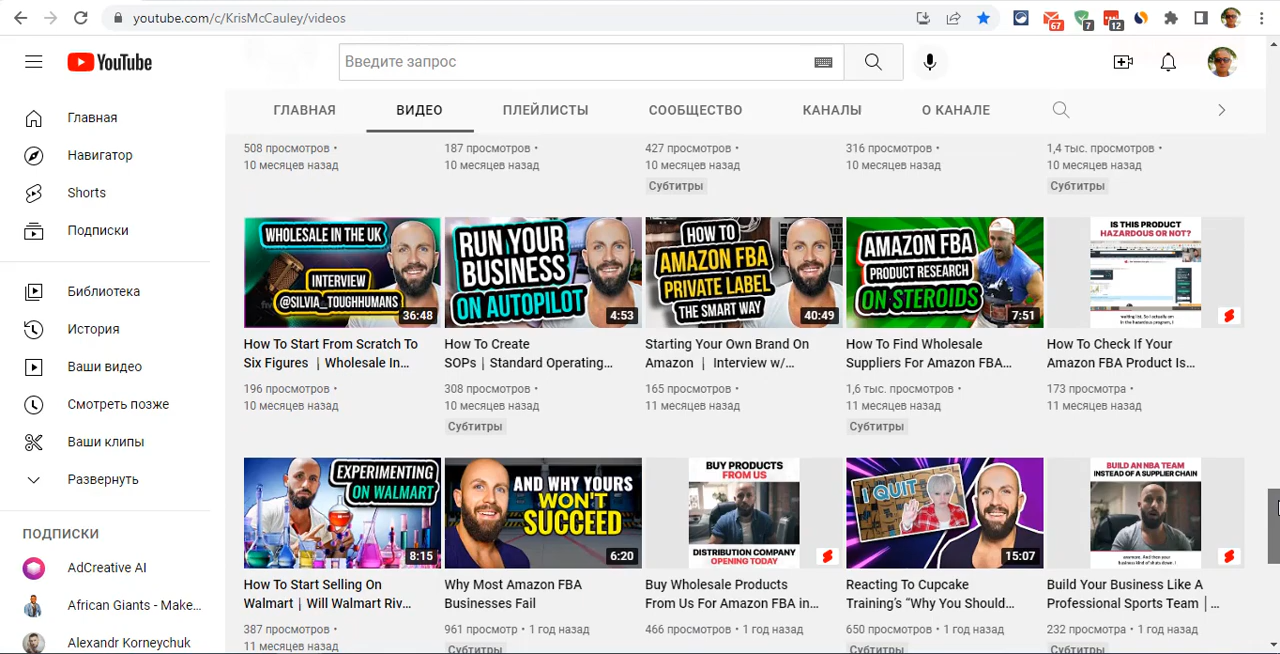 youtube.com/c/KrisMcCauley/videos
67
7
12
YouTube
Введите запрос
ГЛАВНАЯ
ВИДЕО
ПЛЕЙЛИСТЫ
СООБЩЕСТВО
КАНАЛЫ
О КАНАЛЕ
Главная
Навигатор
Shorts
Подписки
Библиотека
История
Ваши видео
Смотреть позже
Ваши клипы
Развернуть
ПОДПИСКИ
AdCreative AI
African Giants - Make...
Alexandr Korneychuk
508 просмотров •
10 месяцев назад
187 просмотров •
10 месяцев назад
427 просмотров •
10 месяцев назад
Субтитры
316 просмотров •
10 месяцев назад
1,4 тыс. просмотров •
10 месяцев назад
Субтитры
WHOLESALE IN THE UK
INTERVIEW
@SILVIA_TOUGHHUMANS
36:48
How To Start From Scratch To
Six Figures | Wholesale In...
196 просмотров •
10 месяцев назад
RUN YOUR
BUSINESS
ON AUTOPILOT
4:53
How To Create
SOPs | Standard Operating...
308 просмотров •
10 месяцев назад
Субтитры
HOW TO
AMAZON FBA
PRIVATE LABEL
THE SMART WAY
40:49
Starting Your Own Brand On
Amazon | Interview w/...
165 просмотров •
11 месяцев назад
AMAZON FBA
PRODUCT RESEARCH
ON STEROIDS
7:51
How To Find Wholesale
Suppliers For Amazon FBA...
1,6 тыс. просмотров •
11 месяцев назад
Субтитры
IS THIS PRODUCT
HAZARDOUS OR NOT?
How To Check If Your
Amazon FBA Product Is...
173 просмотра •
11 месяцев назад
EXPERIMENTING
ON WALMART
8:15
How To Start Selling On
Walmart | Will Walmart Riv...
387 просмотров •
11 месяцев назад
AND WHY YOURS
WON'T
SUCCEED
6:20
Why Most Amazon FBA
Businesses Fail
961 просмотр • 1 год назад
Субтитры
BUY PRODUCTS
FROM US
DISTRIBUTION COMPANY
OPENING TODAY
Buy Wholesale Products
From Us For Amazon FBA in...
466 просмотров • 1 год назад
I QUIT
15:07
Reacting To Cupcake
Training's "Why You Should...
650 просмотров • 1 год назад
Субтитры
BUILD AN NBA TEAM
INSTEAD OF A SUPPLIER CHAIN
Build Your Business Like A
Professional Sports Team | ...
232 просмотра • 1 год назад
Субтитры